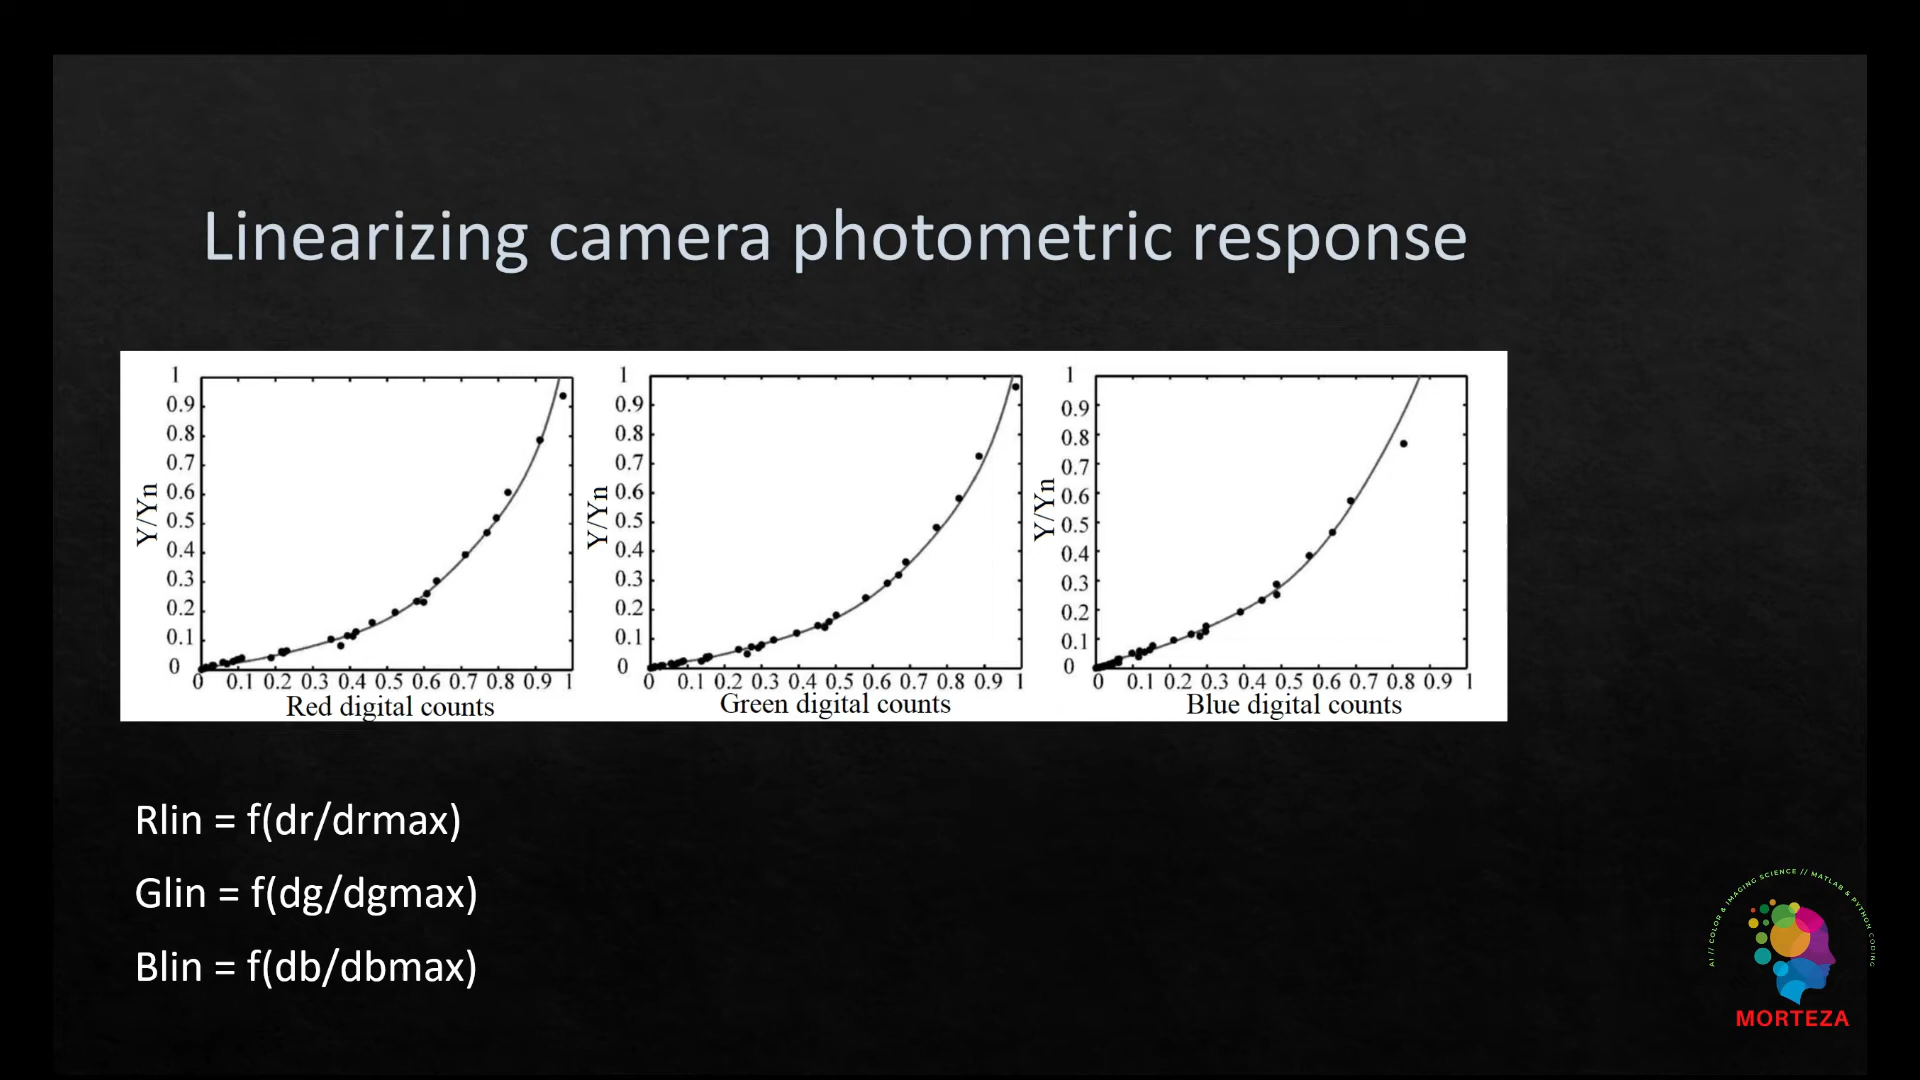 Linearizing camera photometric response
1
0.9
0.8
0.7
0.6
0.5
0.4
0.3
0.2
0.1
0
Y/Yn
0 0.1 0.2 0.3 0.4 0.5 0.6 0.7 0.8 0.9 1
Red digital counts
1
0.9
0.8
0.7
0.6
0.5
0.4
0.3
0.2
0.1
0
Y/Yn
0 0.1 0.2 0.3 0.4 0.5 0.6 0.7 0.8 0.9 1
Green digital counts
1
0.9
0.8
0.7
0.6
0.5
0.4
0.3
0.2
0.1
0
Y/Yn
0 0.1 0.2 0.3 0.4 0.5 0.6 0.7 0.8 0.9 1
Blue digital counts
Rlin = f(dr/drmax)
Glin = f(dg/dgmax)
Blin = f(db/dbmax)
AI // COLOR & IMAGING SCIENCE // MATLAB & PYTHON CODING
MORTEZA